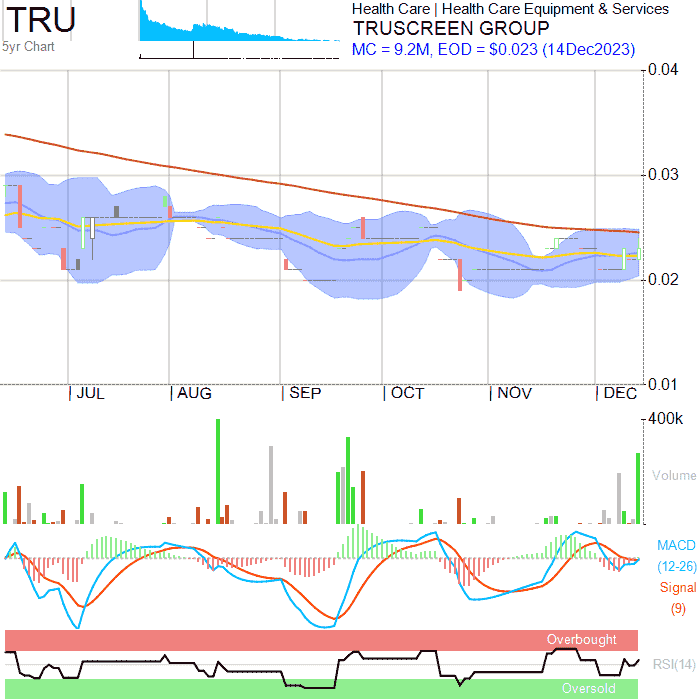 TRU
5yr Chart
Health Care | Health Care Equipment & Services
TRUSCREEN GROUP
MC = 9.2M, EOD = $0.023 (14Dec2023)
0.04
0.03
0.02
0.01
JUL
AUG
SEP
OCT
NOV
DEC
400k
Volume
MACD
(12-26)
Signal
(9)
Overbought
RSI(14)
Oversold